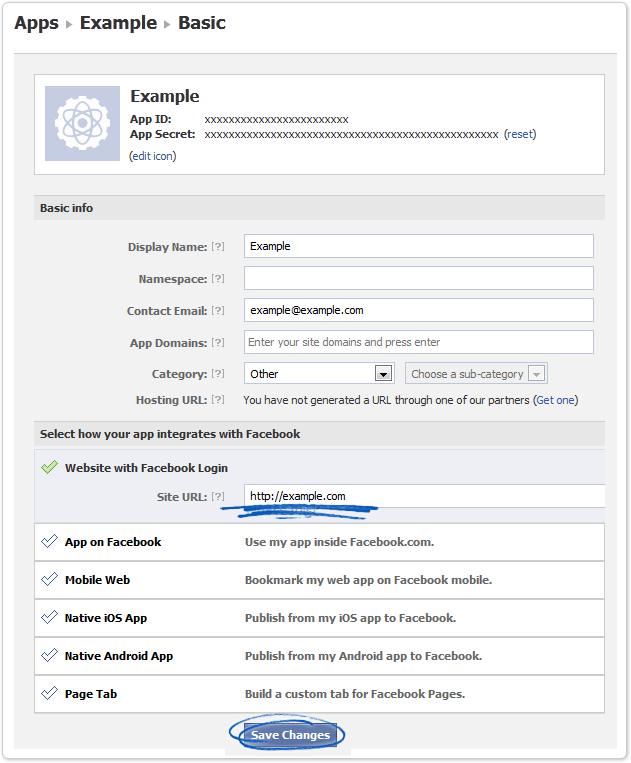 Apps ▸ Example ▸ Basic
Example
App ID: xxxxxxxxxxxxxxxxxxxxxxxx
App Secret: xxxxxxxxxxxxxxxxxxxxxxxxxxxxxxxxxxxxxxxxxxxxxxxxx (reset)
(edit icon)
Basic info
Display Name: [?] Example
Namespace: [?]
Contact Email: [?] example@example.com
App Domains: [?] Enter your site domains and press enter
Category: [?] Other Choose a sub-category
Hosting URL: [?] You have not generated a URL through one of our partners (Get one)
Select how your app integrates with Facebook
Website with Facebook Login
Site URL: [?] http://example.com
App on Facebook Use my app inside Facebook.com.
Mobile Web Bookmark my web app on Facebook mobile.
Native iOS App Publish from my iOS app to Facebook.
Native Android App Publish from my Android app to Facebook.
Page Tab Build a custom tab for Facebook Pages.
Save Changes